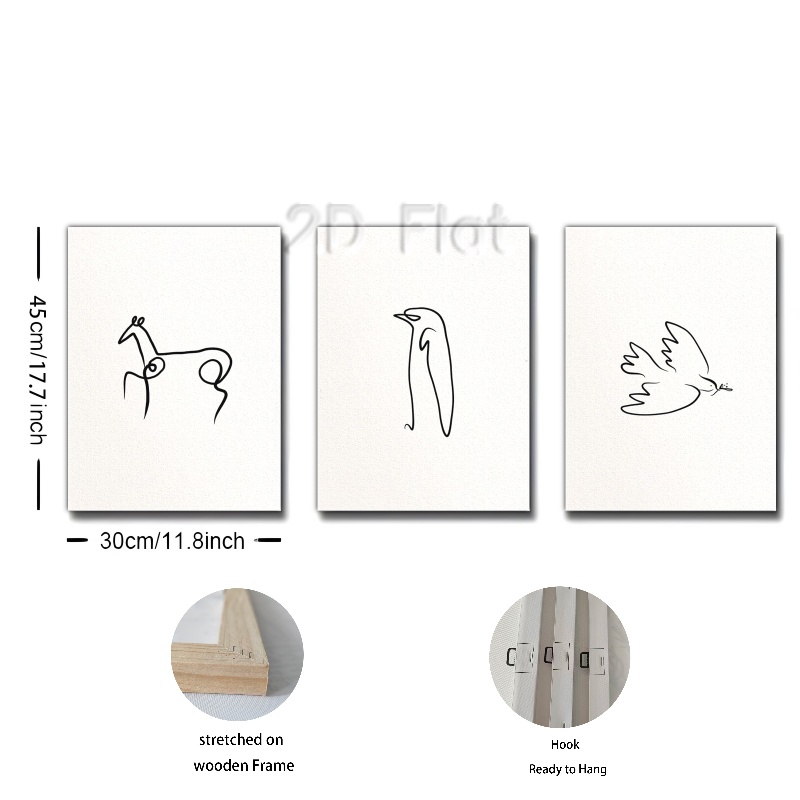 2D Flat
45cm/17.7inch
30cm/11.8inch
stretched on
wooden Frame
Hook
Ready to Hang